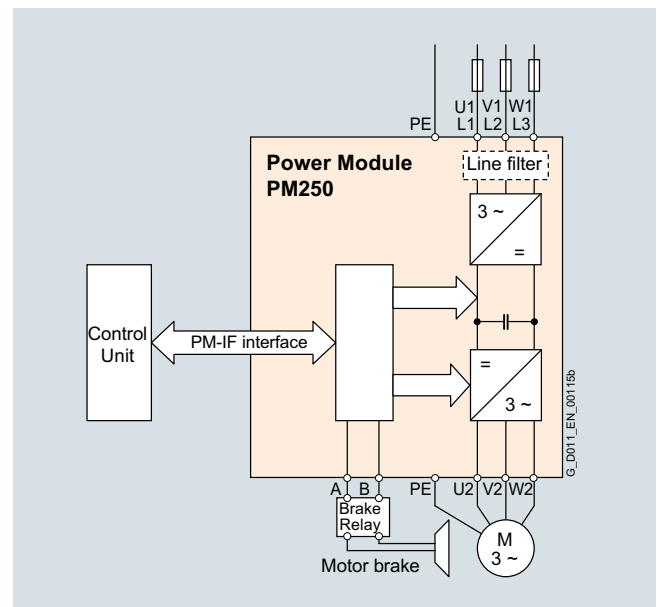 U1 V1 W1
PE L1 L2 L3
Power Module
PM250
Line filter
3 ~
=
Control
Unit
PM-IF interface
=
3 ~
G_D011_EN_00115b
A B PE U2 V2 W2
Brake
Relay
M
3 ~
Motor brake